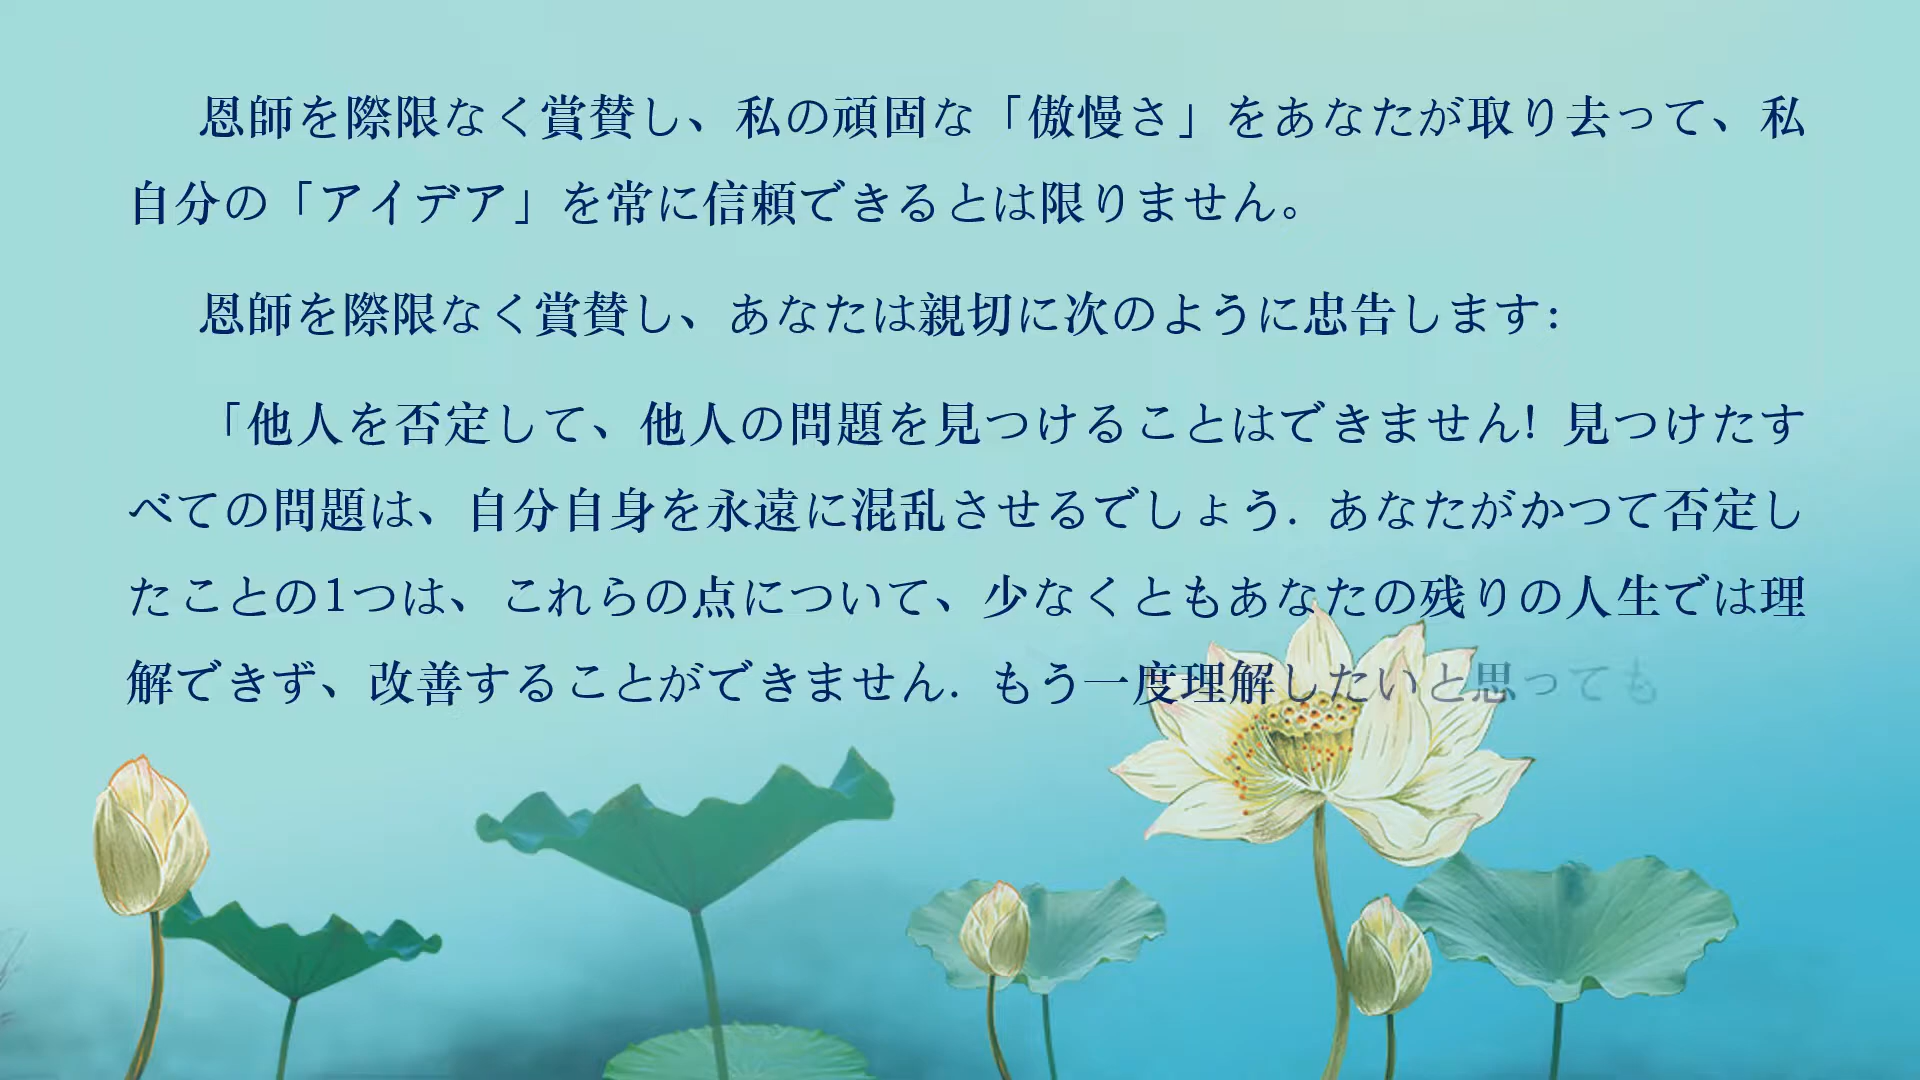 恩師を際限なく賞賛し、私の頑固な「傲慢さ」をあなたが取り去って、私
自分の「アイデア」を常に信頼できるとは限りません。
恩師を際限なく賞賛し、あなたは親切に次のように忠告します:
「他人を否定して、他人の問題を見つけることはできません! 見つけたす
べての問題は、自分自身を永遠に混乱させるでしょう. あなたがかつて否定し
たことの1つは、これらの点について、少なくともあなたの残りの人生では理
解できず、改善することができません. もう一度理解したいと思っても